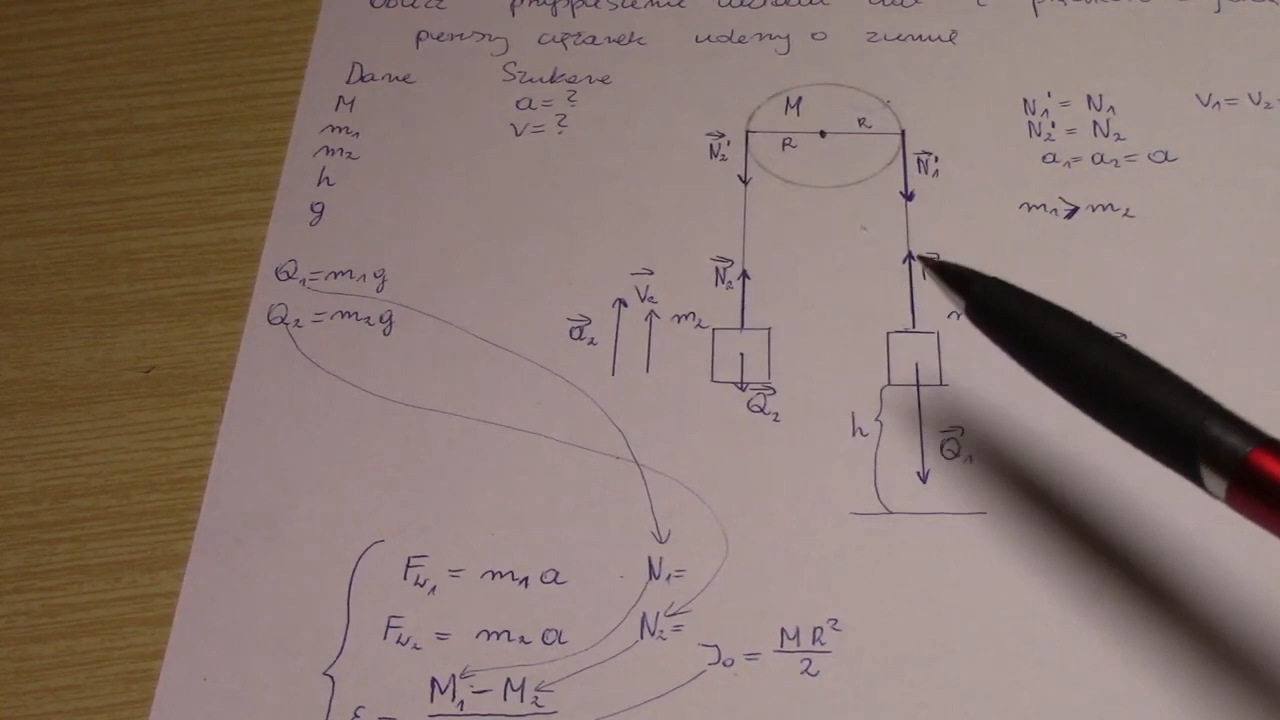 pierwszy ciężarek uderzy o ziemię
Dane Szukane
M a = ?
m₁ v = ?
m₂
h
g
Q₁ = m₁g
Q₂ = m₂g
M
R R
N₂' N₁'
N₁' = N₁ V₁ = V₂
N₂' = N₂
a₁ = a₂ = a
m₁ > m₂
N₂
a₂ V₂ m₂
Q₂
h Q₁
F_w₁ = m₁a N₁ =
F_w₂ = m₂a N₂ =
M₁ - M₂ J₀ = MR²/2
ε =